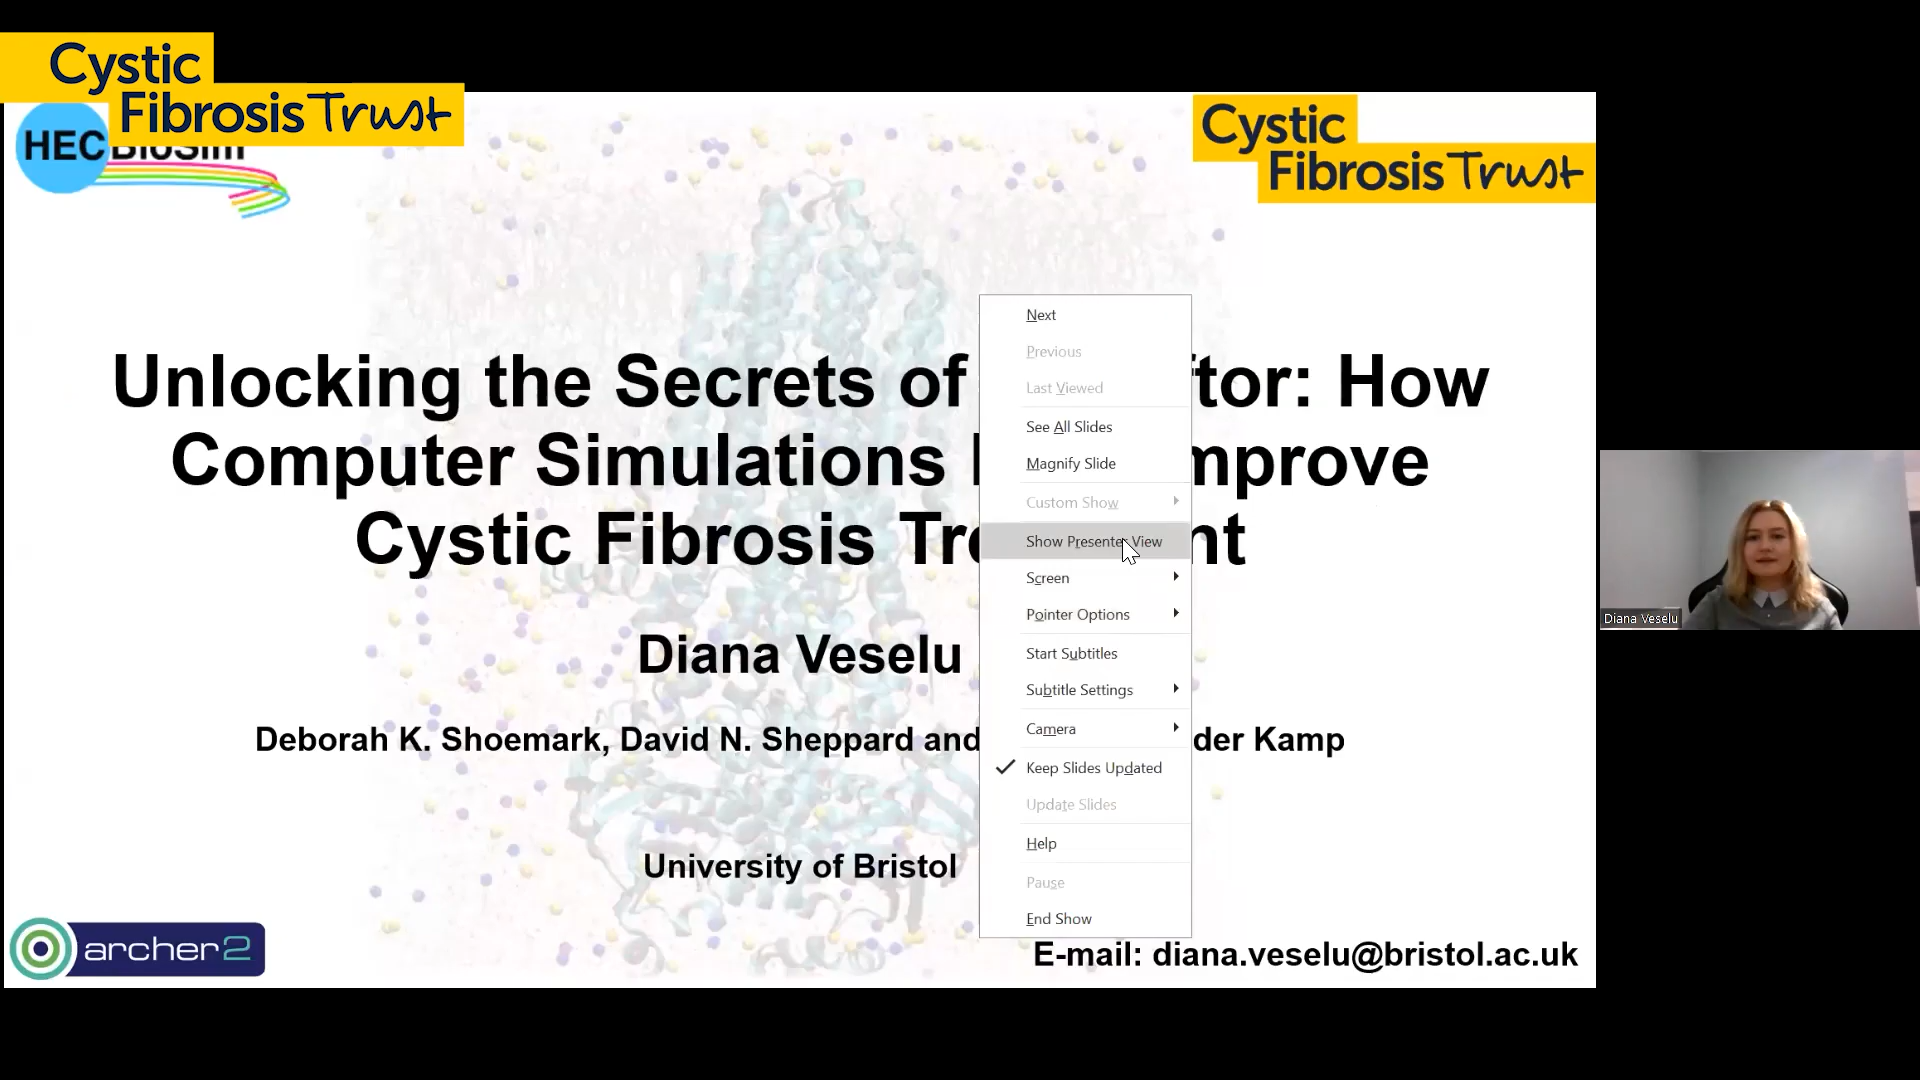 Cystic
Fibrosis Trust
HECBioSim
Cystic
Fibrosis Trust
Unlocking the Secrets of ftor: How
Computer Simulations mprove
Cystic Fibrosis Tre nt
Diana Veselu
Deborah K. Shoemark, David N. Sheppard and der Kamp
University of Bristol
archer2
E-mail: diana.veselu@bristol.ac.uk
Next
Previous
Last Viewed
See All Slides
Magnify Slide
Custom Show
Show Presenter View
Screen
Pointer Options
Start Subtitles
Subtitle Settings
Camera
Keep Slides Updated
Update Slides
Help
Pause
End Show
Diana Veselu